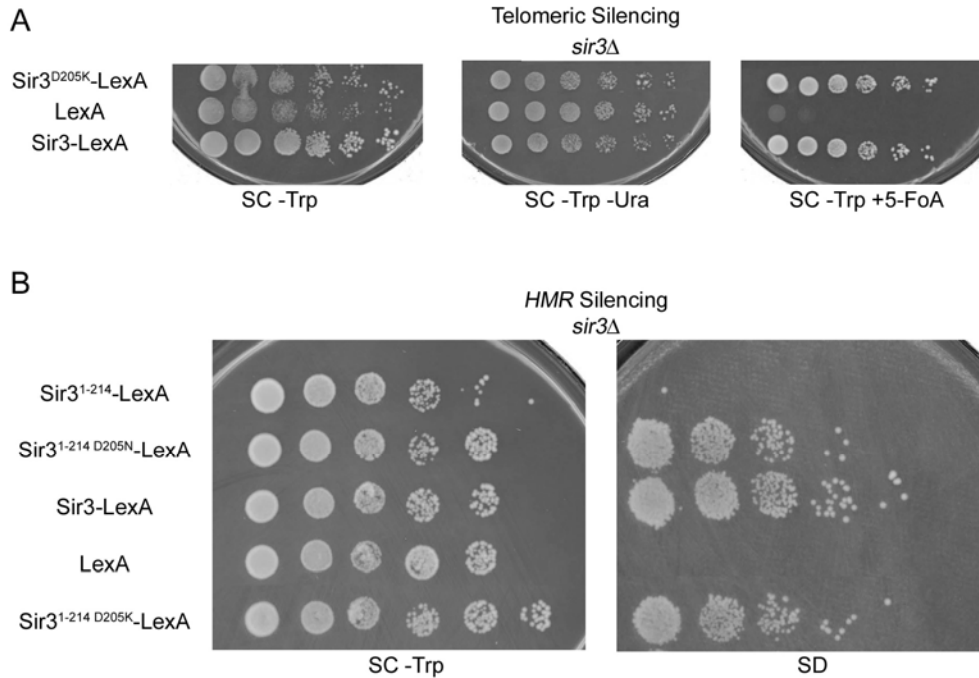 A
Telomeric Silencing
sir3Δ
Sir3D205K-LexA
LexA
Sir3-LexA
SC -Trp
SC -Trp -Ura
SC -Trp +5-FoA
B
HMR Silencing
sir3Δ
Sir31-214-LexA
Sir31-214 D205N-LexA
Sir3-LexA
LexA
Sir31-214 D205K-LexA
SC -Trp
SD